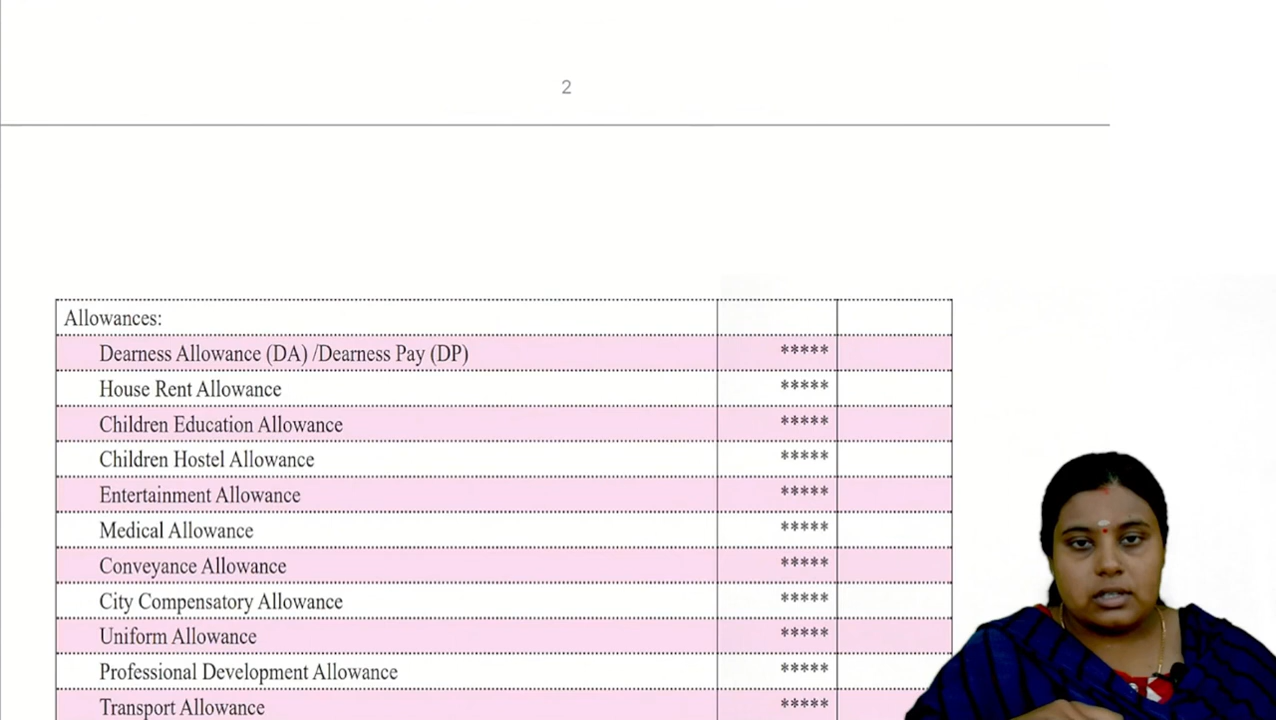 2
Allowances:
Dearness Allowance (DA) /Dearness Pay (DP) *****
House Rent Allowance *****
Children Education Allowance *****
Children Hostel Allowance *****
Entertainment Allowance *****
Medical Allowance *****
Conveyance Allowance *****
City Compensatory Allowance *****
Uniform Allowance *****
Professional Development Allowance *****
Transport Allowance *****